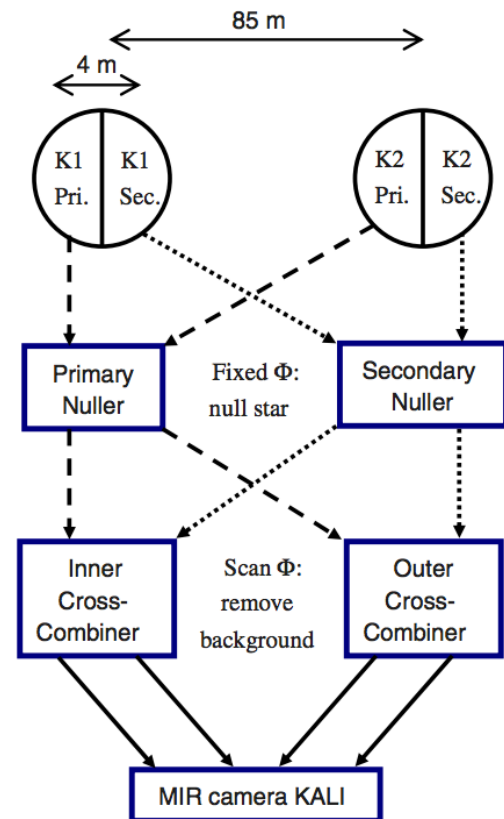 85 m
4 m
K1
Pri.
K1
Sec.
K2
Pri.
K2
Sec.
Primary
Nuller
Fixed Φ:
null star
Secondary
Nuller
Inner
Cross-
Combiner
Scan Φ:
remove
background
Outer
Cross-
Combiner
MIR camera KALI